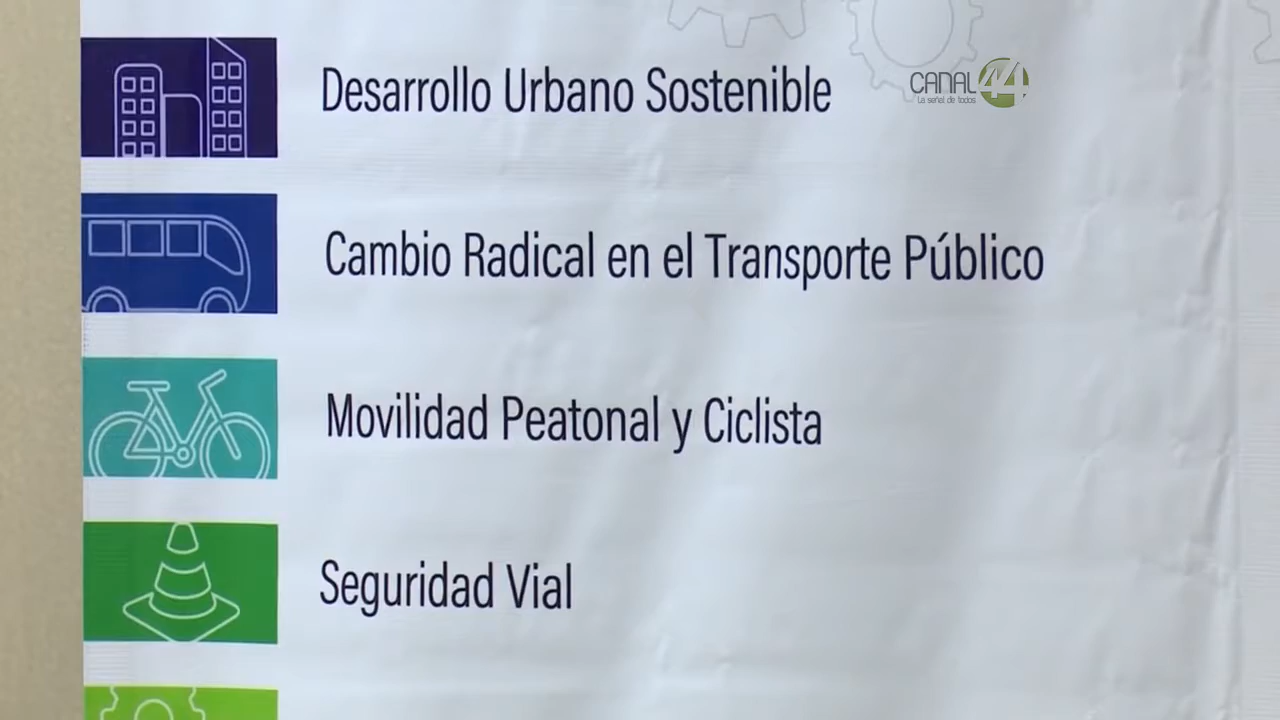 Desarrollo Urbano Sostenible
CANAL 44
La señal de todos
Cambio Radical en el Transporte Público
Movilidad Peatonal y Ciclista
Seguridad Vial